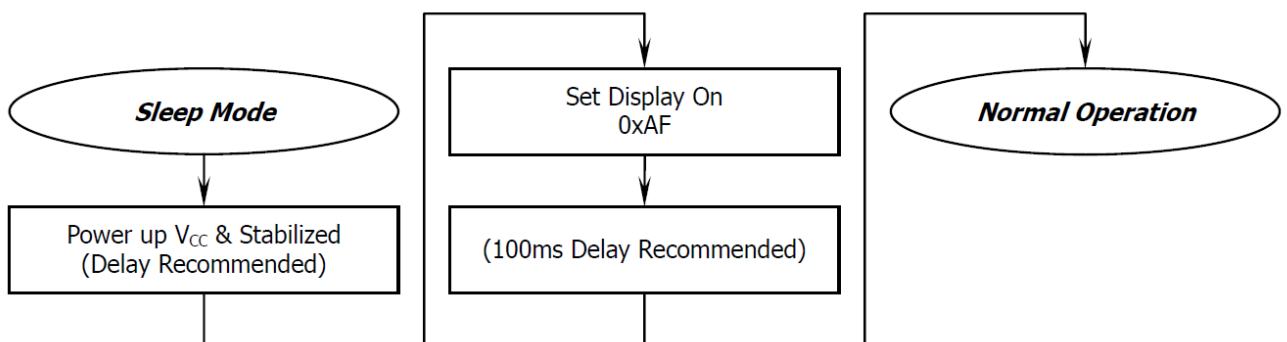 Sleep Mode
Power up VCC & Stabilized
(Delay Recommended)
Set Display On
0xAF
(100ms Delay Recommended)
Normal Operation